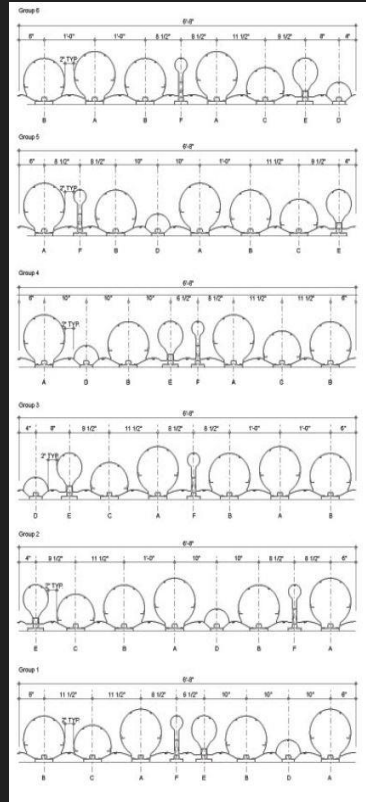 Group 6
6'-8"
6" 1'-0" 1'-0" 8 1/2" 8 1/2" 11 1/2" 9 1/2" 8" 4"
2" TYP.
B A B F A C E D
Group 5
6'-8"
6" 8 1/2" 8 1/2" 10" 10" 1'-0" 11 1/2" 9 1/2" 4"
2" TYP.
A F B D A B C E
Group 4
6'-8"
6" 10" 10" 10" 6 1/2" 8 1/2" 11 1/2" 11 1/2" 6"
2" TYP.
A D B E F A C B
Group 3
6'-8"
4" 8" 9 1/2" 11 1/2" 8 1/2" 8 1/2" 1'-0" 1'-0" 6"
2" TYP.
D E C A F B A B
Group 2
6'-8"
4" 9 1/2" 11 1/2" 1'-0" 10" 10" 8 1/2" 8 1/2" 6"
2" TYP.
E C B A D B F A
Group 1
6'-8"
6" 11 1/2" 11 1/2" 8 1/2" 6 1/2" 10" 10" 10" 6"
2" TYP.
B C A F E B D A